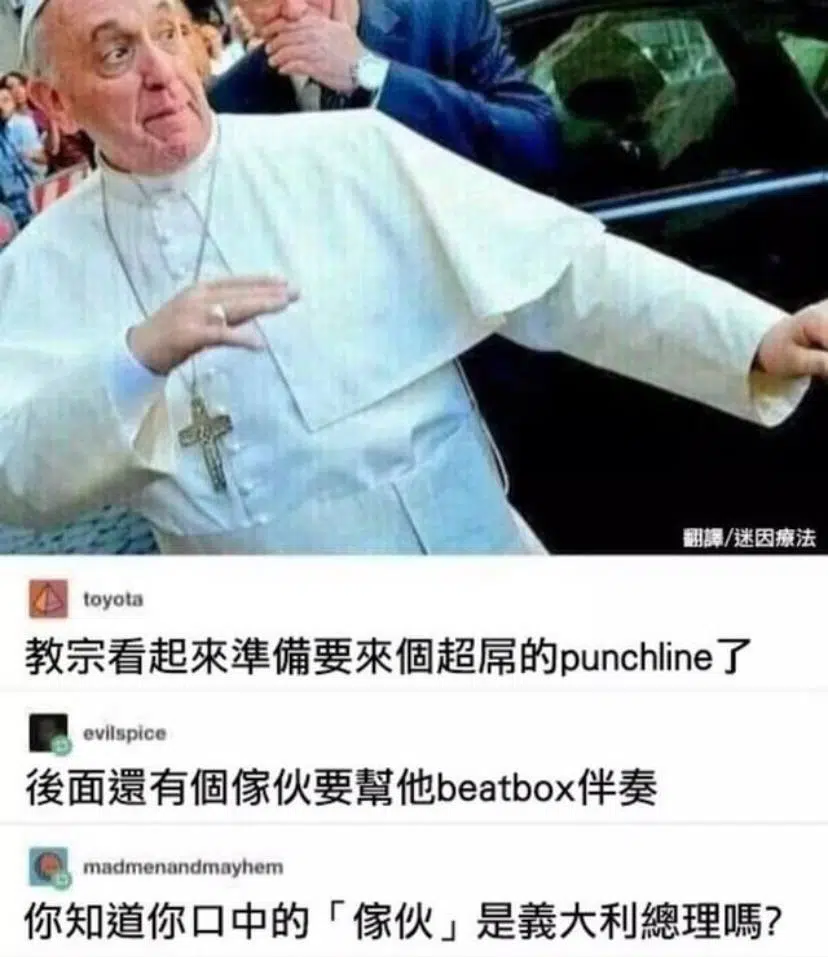 翻譯/迷因療法
toyota
教宗看起來準備要來個超屌的punchline了
evilspice
後面還有個傢伙要幫他beatbox伴奏
madmenandmayhem
你知道你口中的「傢伙」是義大利總理嗎?